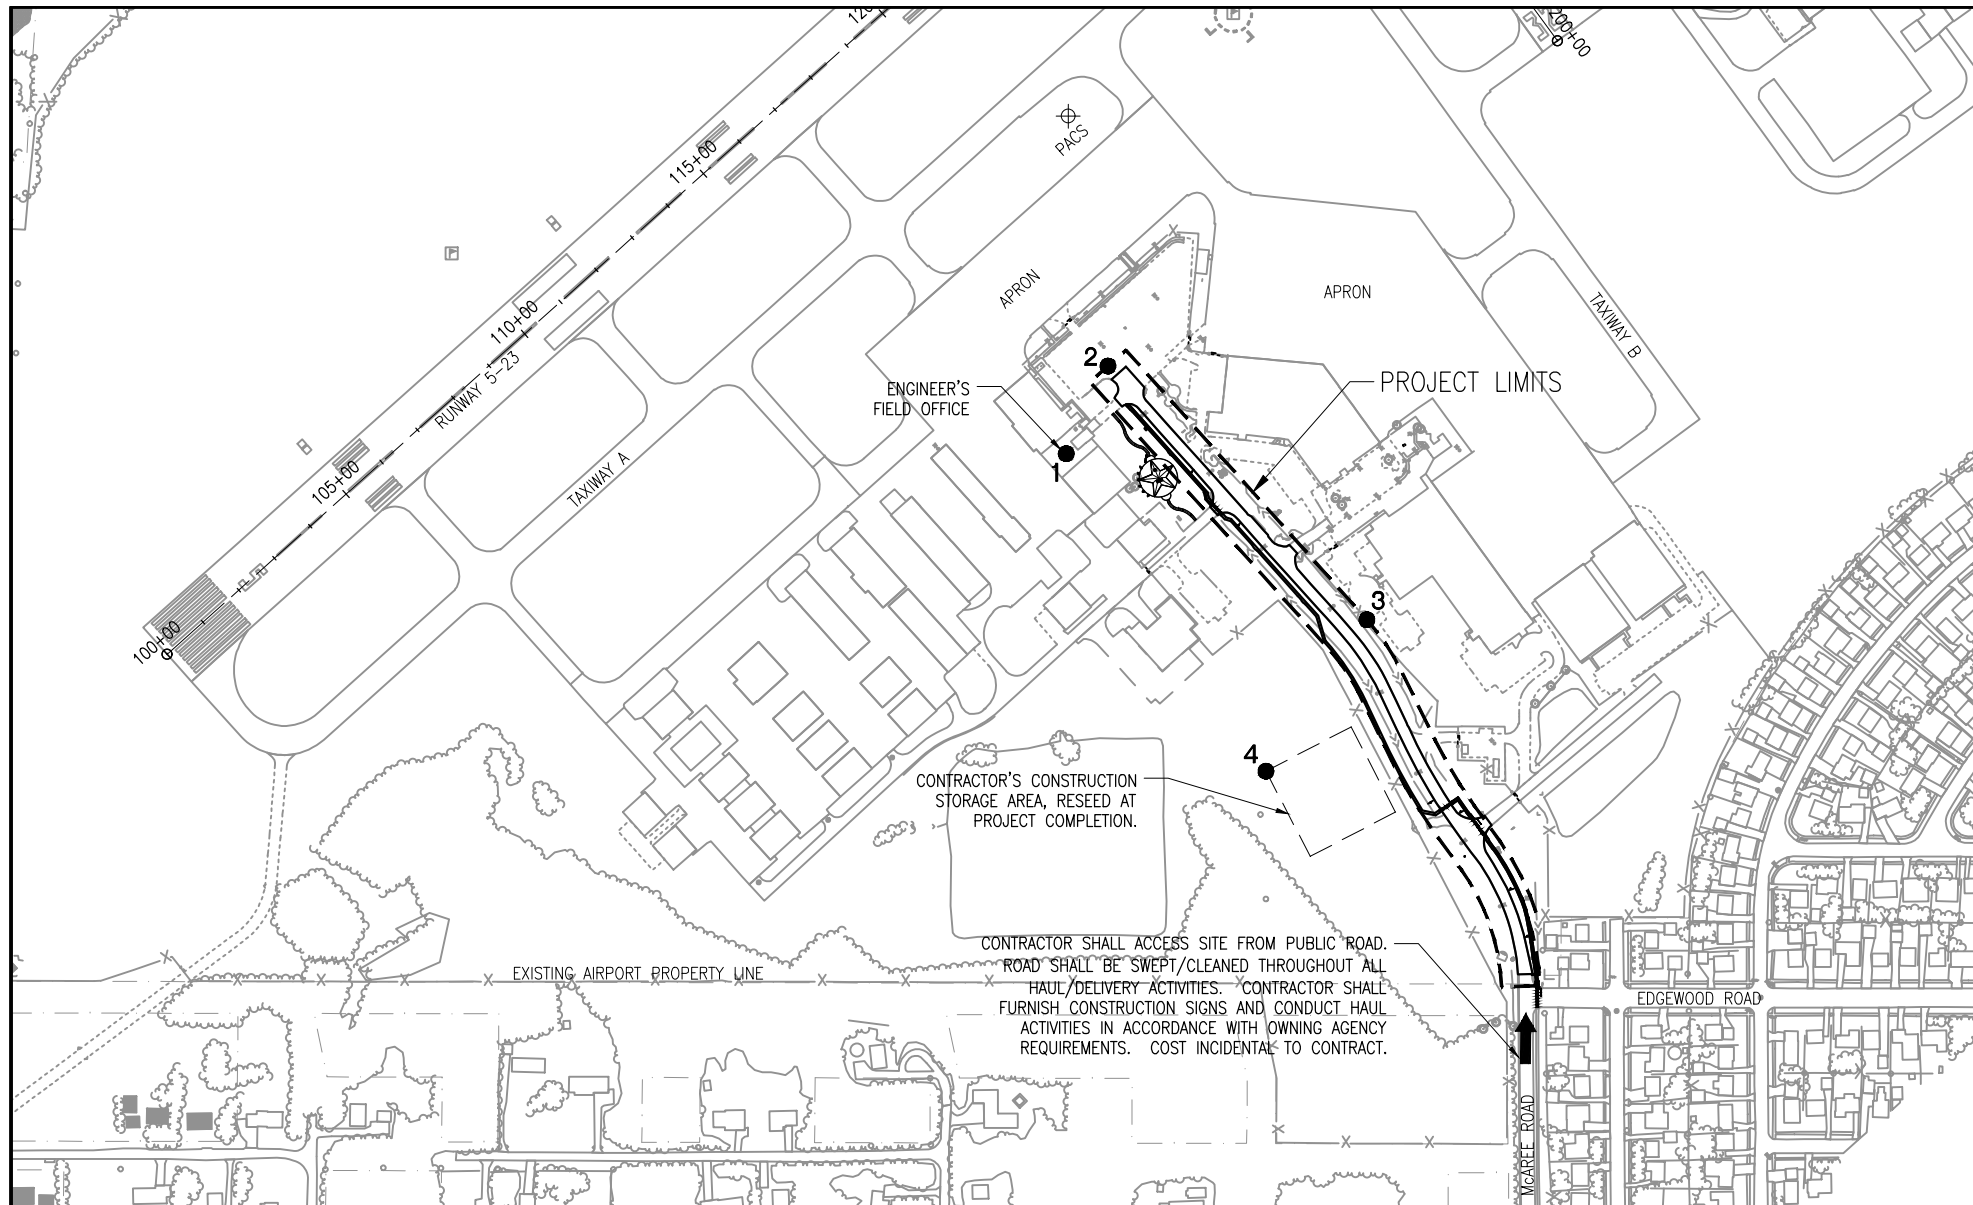 120
200+00
115+00
PACS
110+00
RUNWAY 5-23
APRON
APRON
TAXIWAY B
2
PROJECT LIMITS
ENGINEER'S
FIELD OFFICE
1
105+00
TAXIWAY A
3
100+00
4
CONTRACTOR'S CONSTRUCTION
STORAGE AREA, RESEED AT
PROJECT COMPLETION.
CONTRACTOR SHALL ACCESS SITE FROM PUBLIC ROAD.
ROAD SHALL BE SWEPT/CLEANED THROUGHOUT ALL
HAUL/DELIVERY ACTIVITIES. CONTRACTOR SHALL
FURNISH CONSTRUCTION SIGNS AND CONDUCT HAUL
ACTIVITIES IN ACCORDANCE WITH OWNING AGENCY
REQUIREMENTS. COST INCIDENTAL TO CONTRACT.
EXISTING AIRPORT PROPERTY LINE
EDGEWOOD ROAD
McAREE ROAD